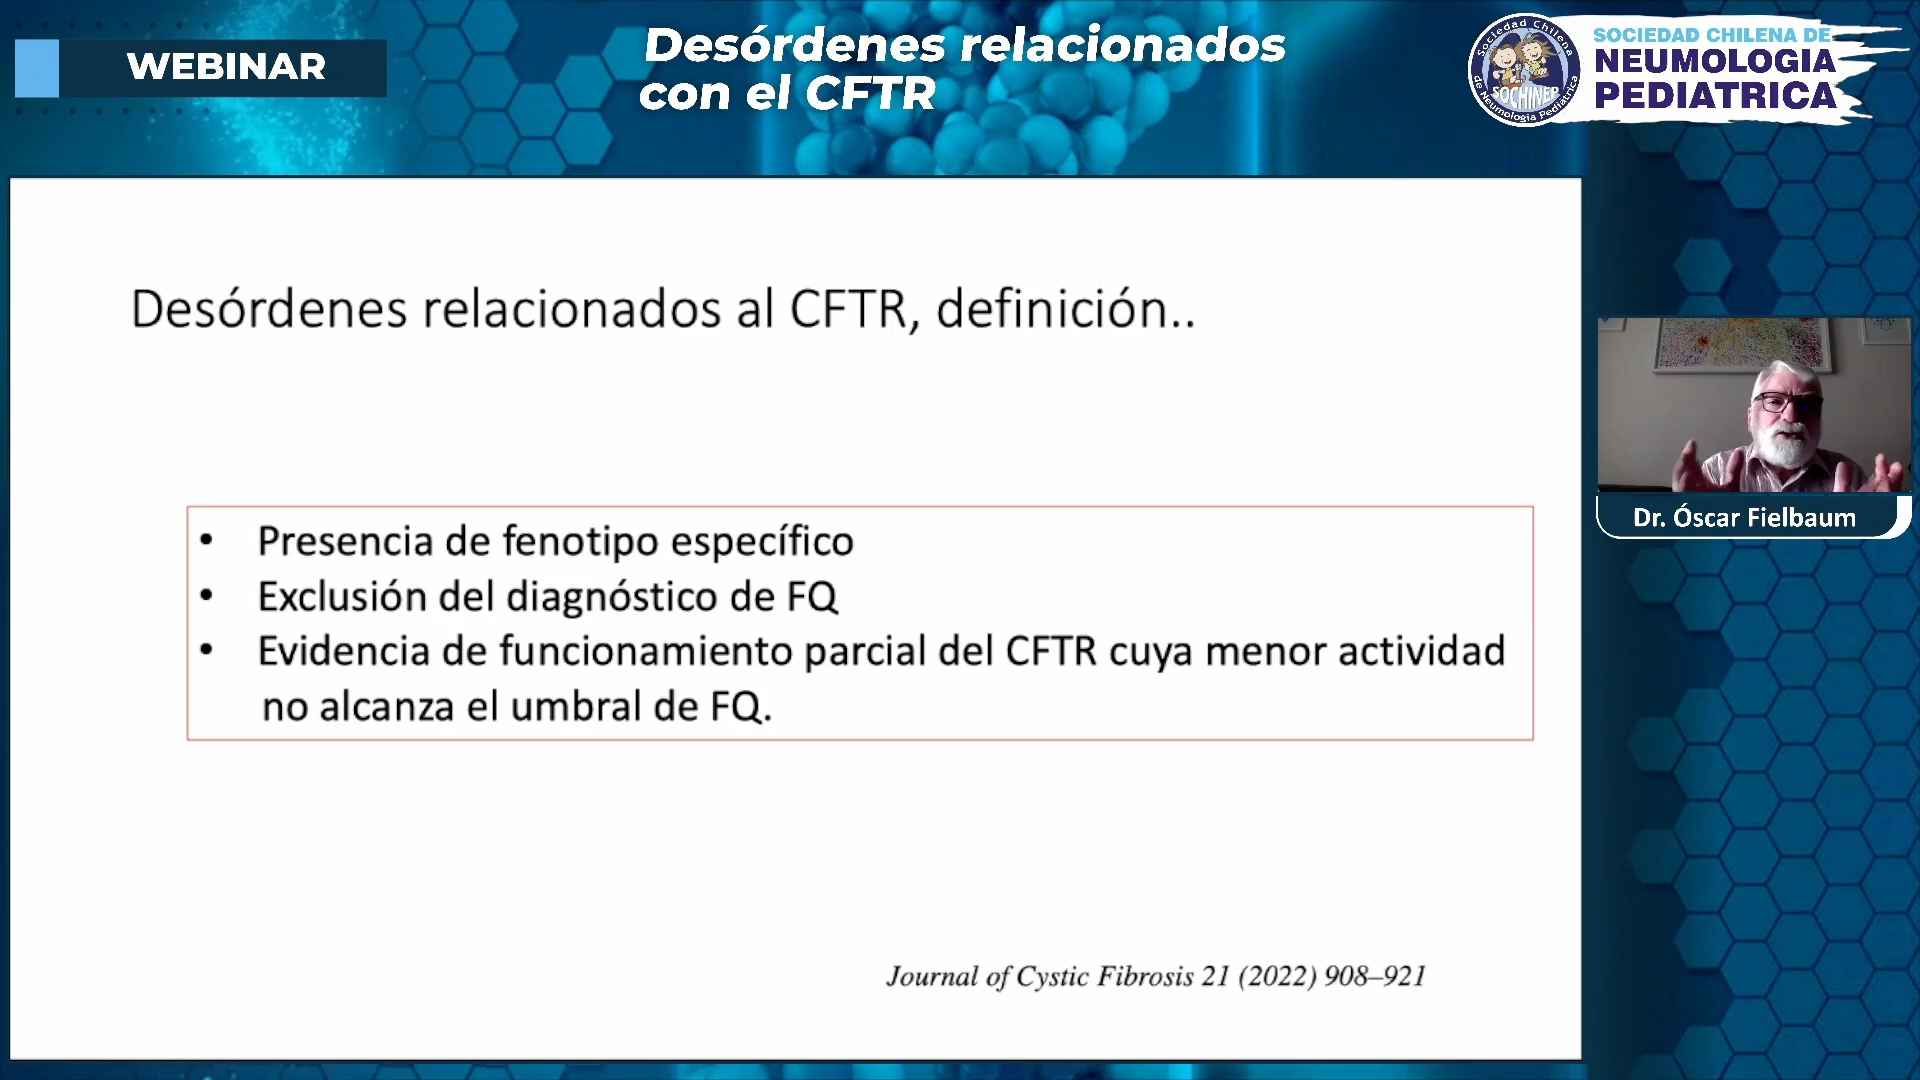 WEBINAR
Desórdenes relacionados
con el CFTR
Sociedad Chilena
de Neumología Pediátrica
SOCHINEP
SOCIEDAD CHILENA DE
NEUMOLOGIA
PEDIATRICA
Desórdenes relacionados al CFTR, definición..
• Presencia de fenotipo específico
• Exclusión del diagnóstico de FQ
• Evidencia de funcionamiento parcial del CFTR cuya menor actividad
no alcanza el umbral de FQ.
Journal of Cystic Fibrosis 21 (2022) 908–921
Dr. Óscar Fielbaum